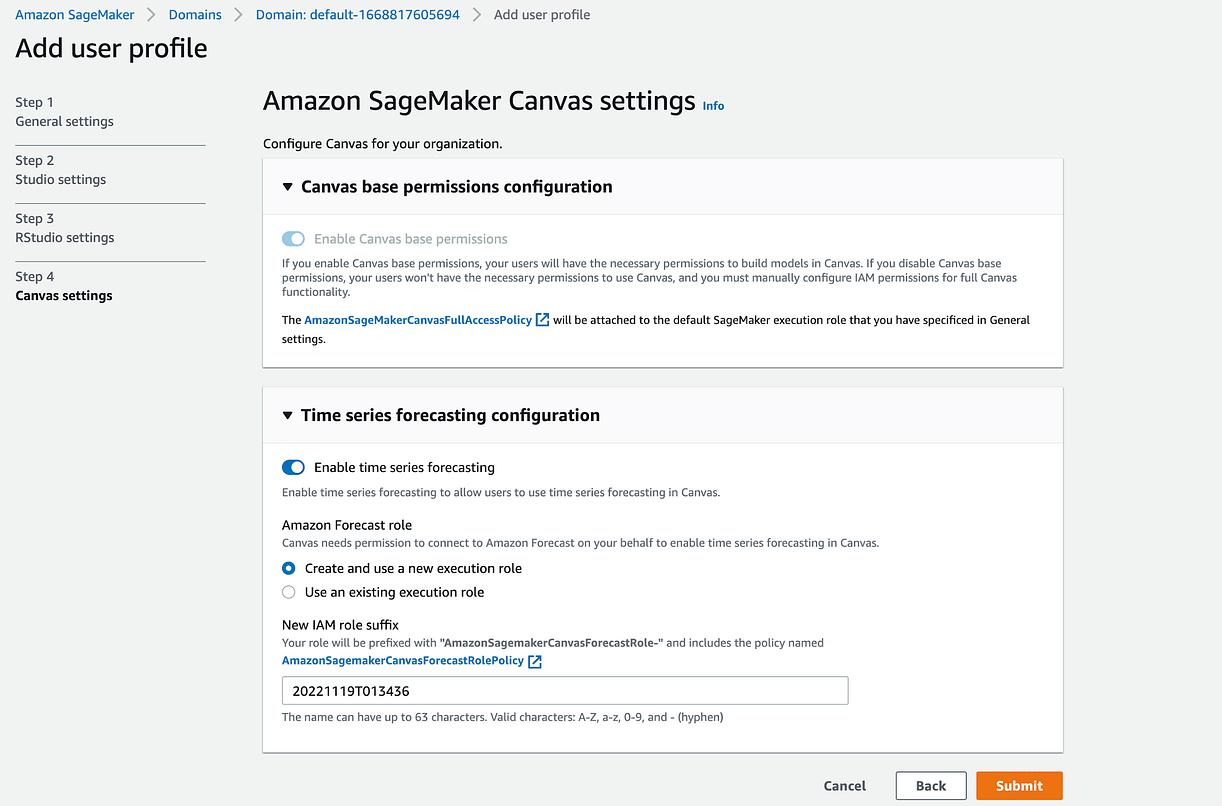 Amazon SageMaker > Domains > Domain: default-1668817605694 > Add user profile
Add user profile
Step 1
General settings
Step 2
Studio settings
Step 3
RStudio settings
Step 4
Canvas settings
Amazon SageMaker Canvas settings Info
Configure Canvas for your organization.
Canvas base permissions configuration
Enable Canvas base permissions
If you enable Canvas base permissions, your users will have the necessary permissions to build models in Canvas. If you disable Canvas base
permissions, your users won't have the necessary permissions to use Canvas, and you must manually configure IAM permissions for full Canvas
functionality.
The AmazonSageMakerCanvasFullAccessPolicy will be attached to the default SageMaker execution role that you have specificed in General
settings.
Time series forecasting configuration
Enable time series forecasting
Enable time series forecasting to allow users to use time series forecasting in Canvas.
Amazon Forecast role
Canvas needs permission to connect to Amazon Forecast on your behalf to enable time series forecasting in Canvas.
Create and use a new execution role
Use an existing execution role
New IAM role suffix
Your role will be prefixed with "AmazonSagemakerCanvasForecastRole-" and includes the policy named
AmazonSagemakerCanvasForecastRolePolicy
20221119T013436
The name can have up to 63 characters. Valid characters: A-Z, a-z, 0-9, and - (hyphen)
Cancel Back Submit